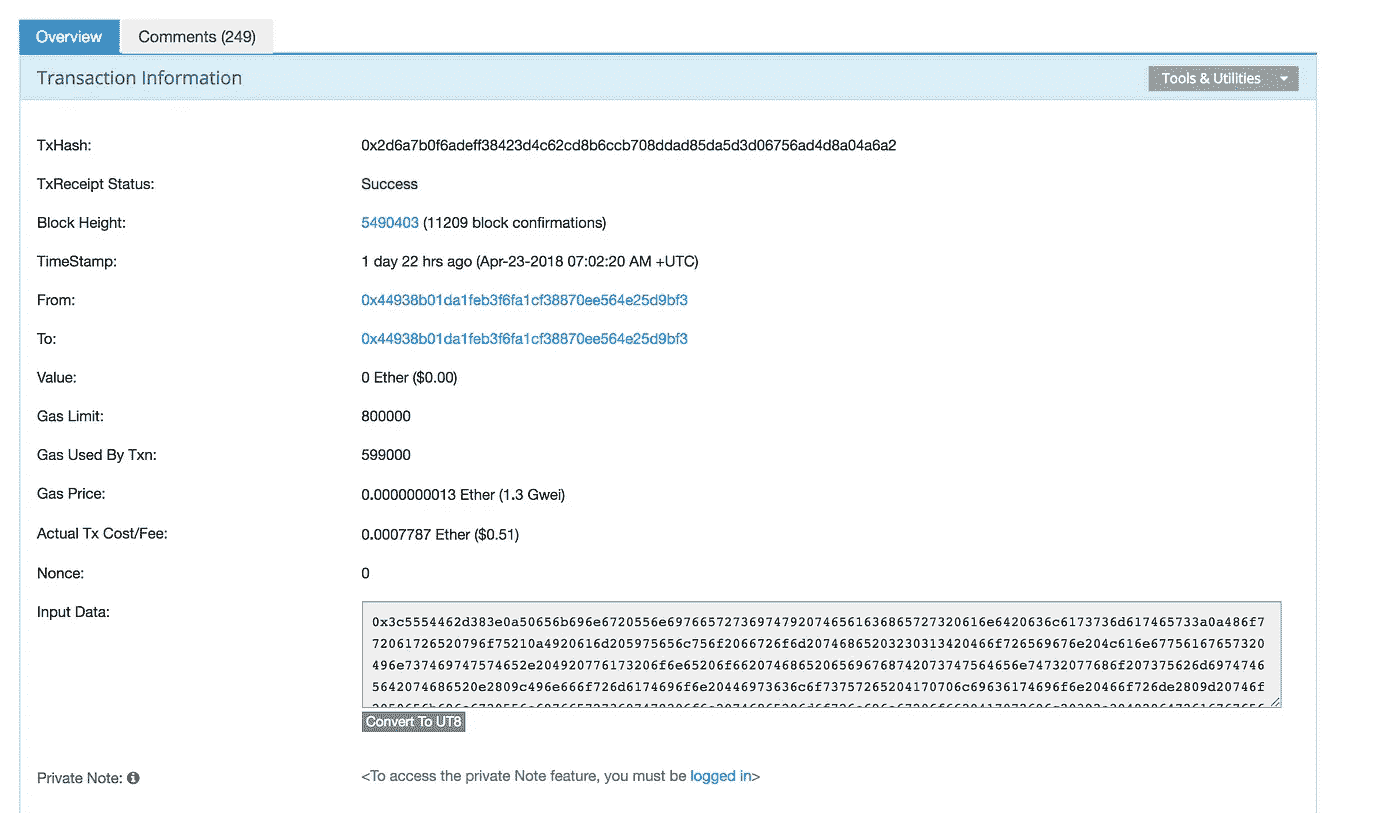 Overview Comments (249)
Transaction Information Tools & Utilities
TxHash: 0x2d6a7b0f6adeff38423d4c62cd8b6ccb708ddad85da5d3d06756ad4d8a04a6a2
TxReceipt Status: Success
Block Height: 5490403 (11209 block confirmations)
TimeStamp: 1 day 22 hrs ago (Apr-23-2018 07:02:20 AM +UTC)
From: 0x44938b01da1feb3f6fa1cf38870ee564e25d9bf3
To: 0x44938b01da1feb3f6fa1cf38870ee564e25d9bf3
Value: 0 Ether ($0.00)
Gas Limit: 800000
Gas Used By Txn: 599000
Gas Price: 0.0000000013 Ether (1.3 Gwei)
Actual Tx Cost/Fee: 0.0007787 Ether ($0.51)
Nonce: 0
Input Data:
Convert To UT8
Private Note: <To access the private Note feature, you must be logged in>